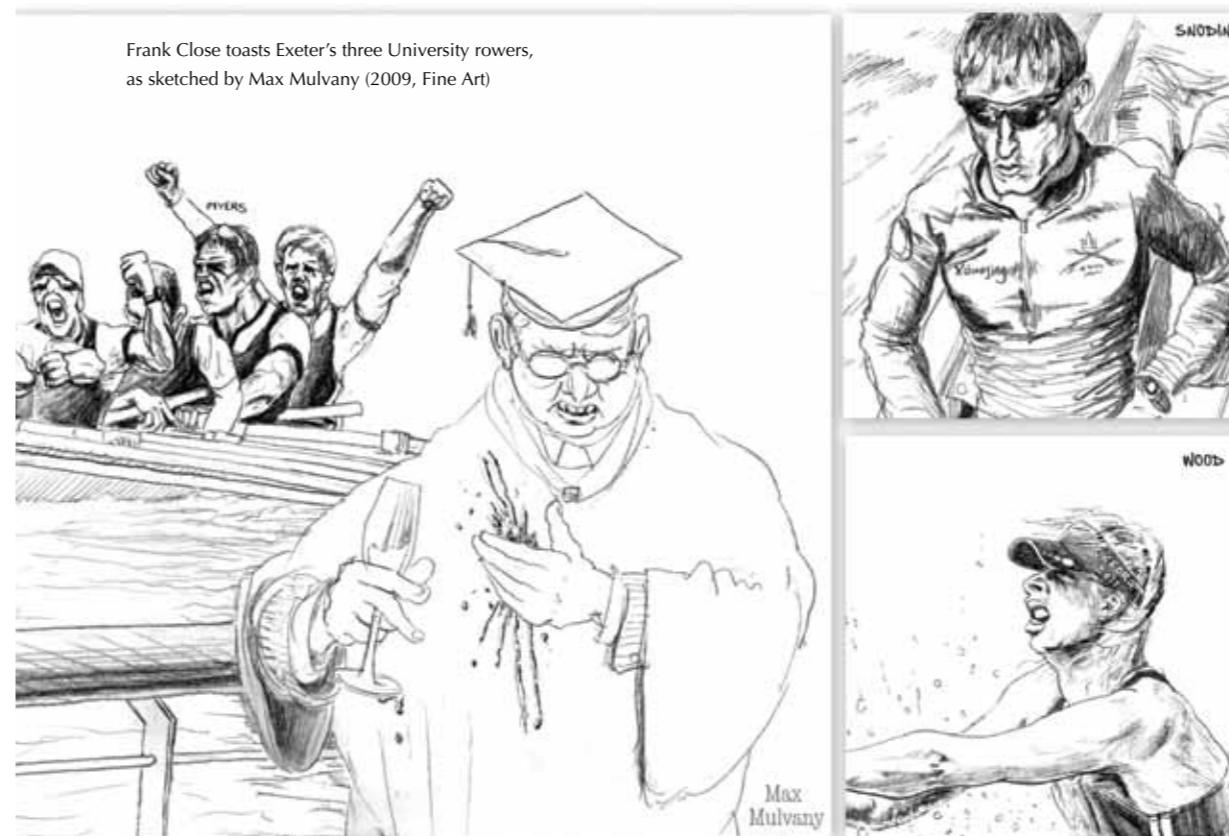 Frank Close toasts Exeter's three University rowers,
as sketched by Max Mulvany (2009, Fine Art)
MYERS
Max
Mulvany
SNODIN
WOOD